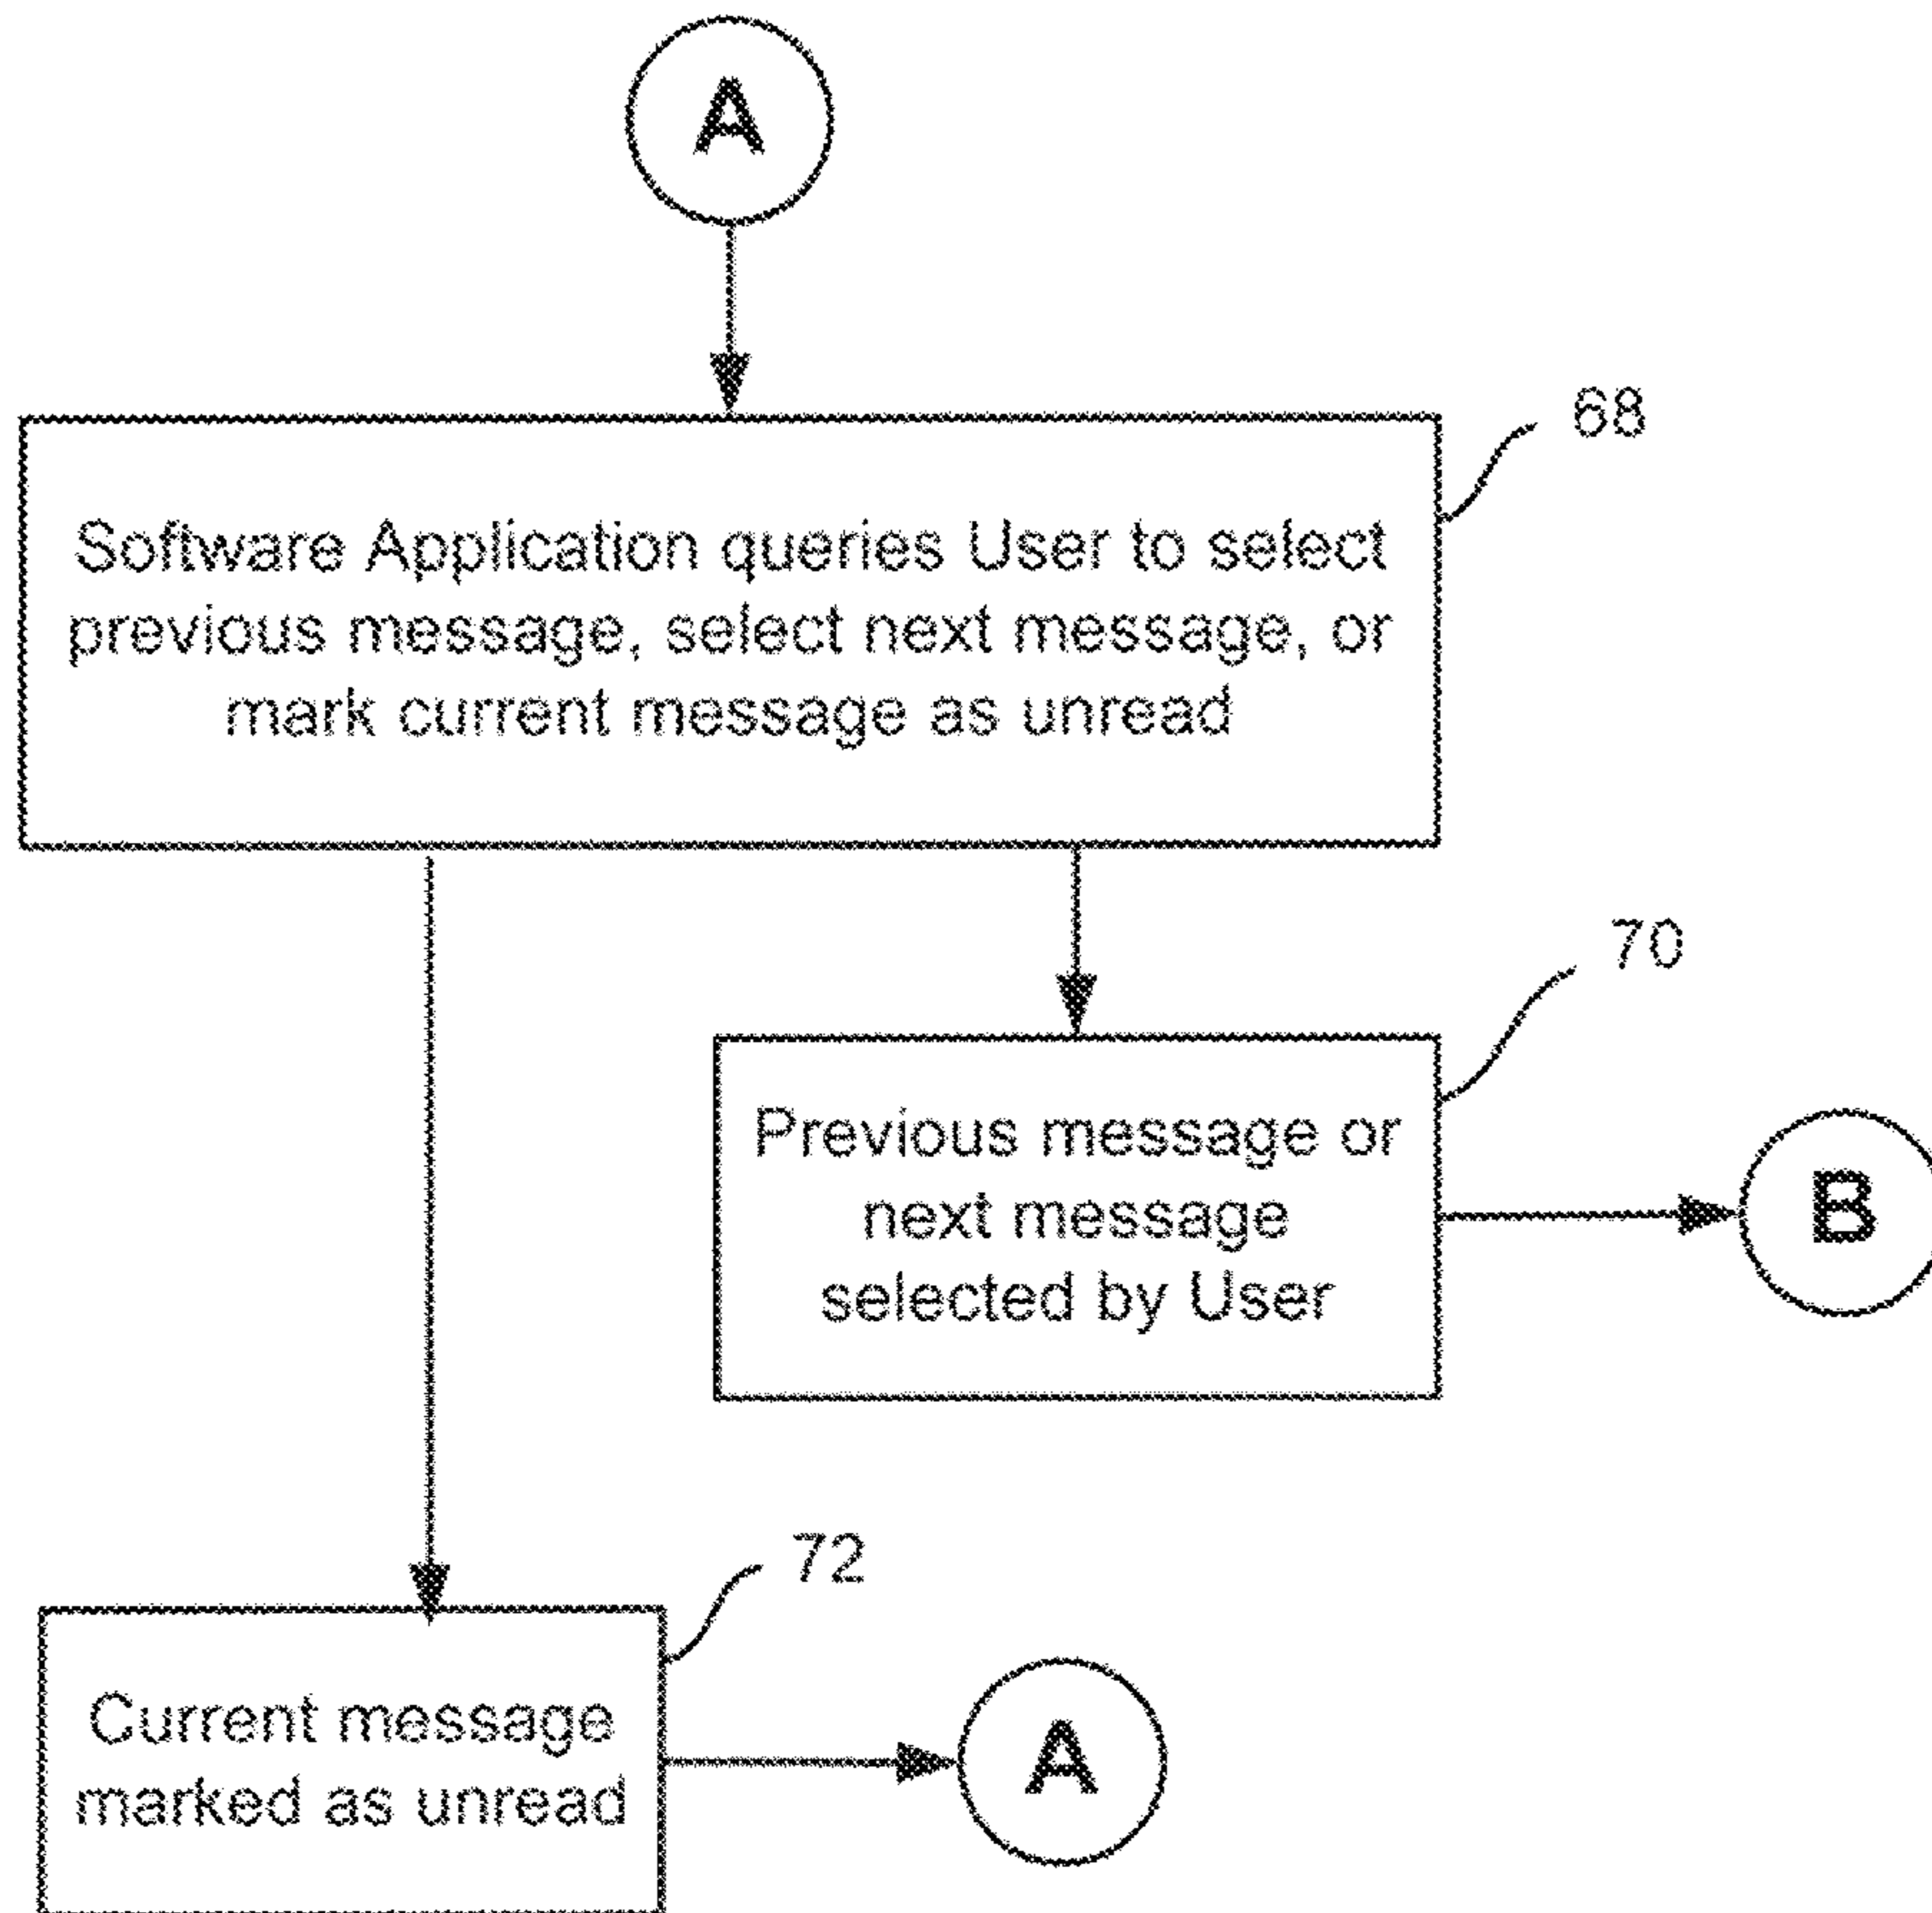 A
68
Software Application queries User to select
previous message, select next message, or
mark current message as unread
70
Previous message or
next message
selected by User
B
72
Current message
marked as unread
A